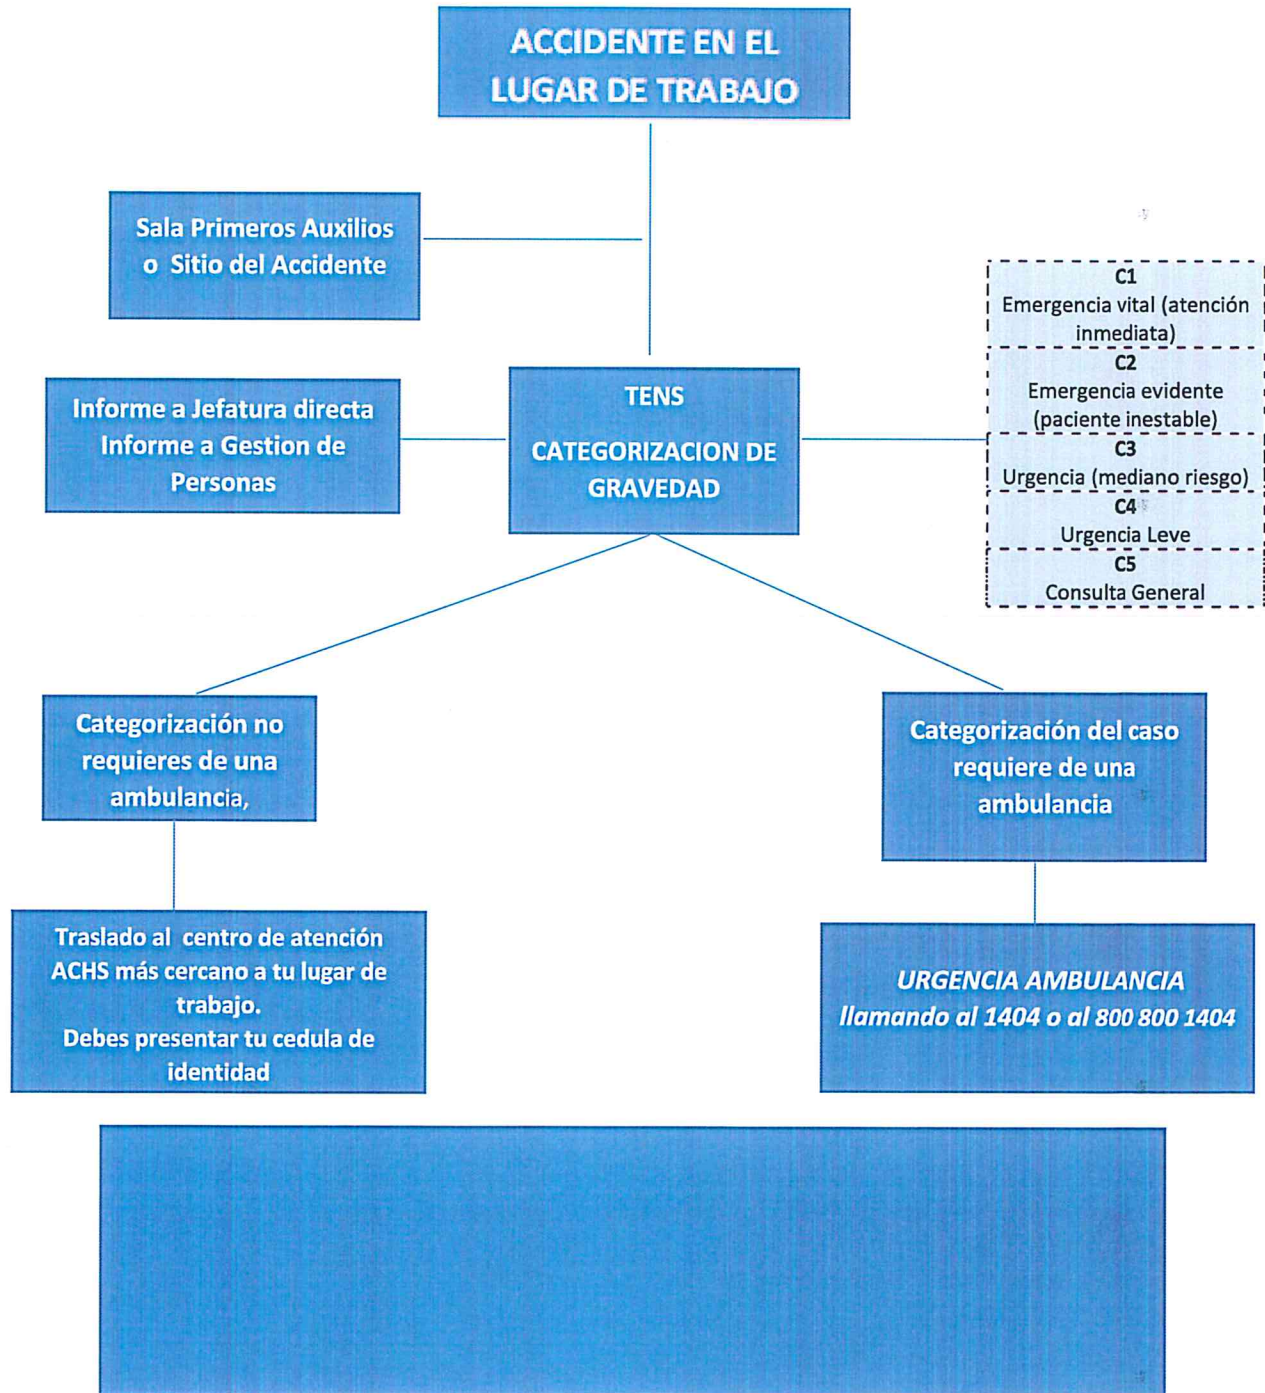 ACCIDENTE EN EL
LUGAR DE TRABAJO
Sala Primeros Auxilios
o Sitio del Accidente
C1
Emergencia vital (atención
inmediata)
C2
Emergencia evidente
(paciente inestable)
C3
Urgencia (mediano riesgo)
C4
Urgencia Leve
C5
Consulta General
Informe a Jefatura directa
Informe a Gestion de
Personas
TENS
CATEGORIZACION DE
GRAVEDAD
Categorización no
requieres de una
ambulancia,
Categorización del caso
requiere de una
ambulancia
Traslado al centro de atención
ACHS más cercano a tu lugar de
trabajo.
Debes presentar tu cedula de
identidad
URGENCIA AMBULANCIA
llamando al 1404 o al 800 800 1404